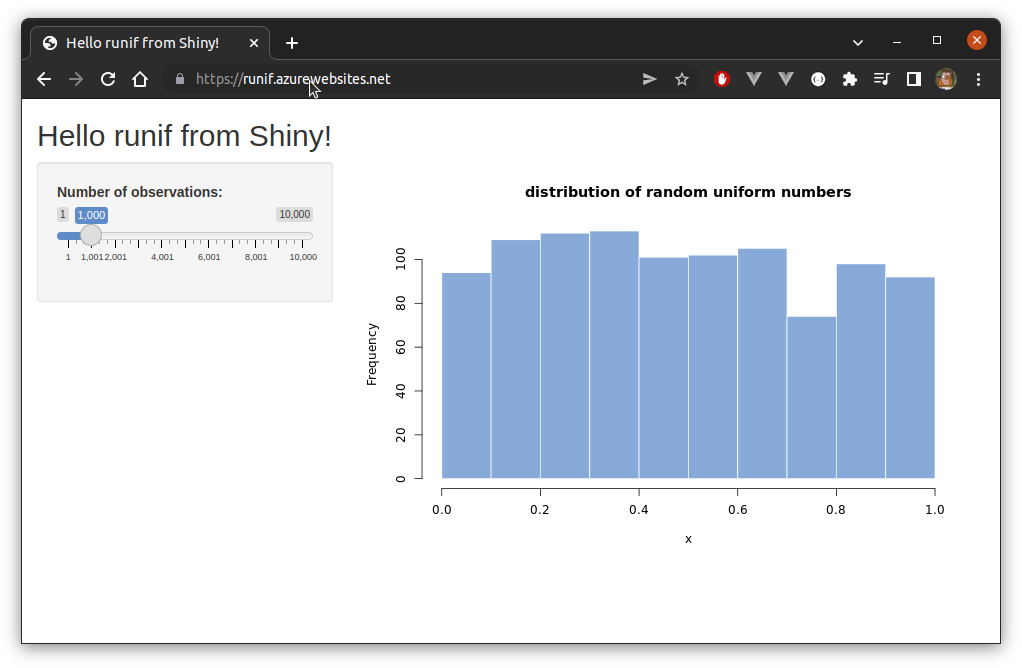 Hello runif from Shiny!
https://runif.azurewebsites.net
Hello runif from Shiny!
Number of observations:
1 1,000 10,000
1 1,001 2,001 4,001 6,001 8,001 10,000
distribution of random uniform numbers
Frequency
100
80
60
40
20
0
0.0 0.2 0.4 0.6 0.8 1.0
x